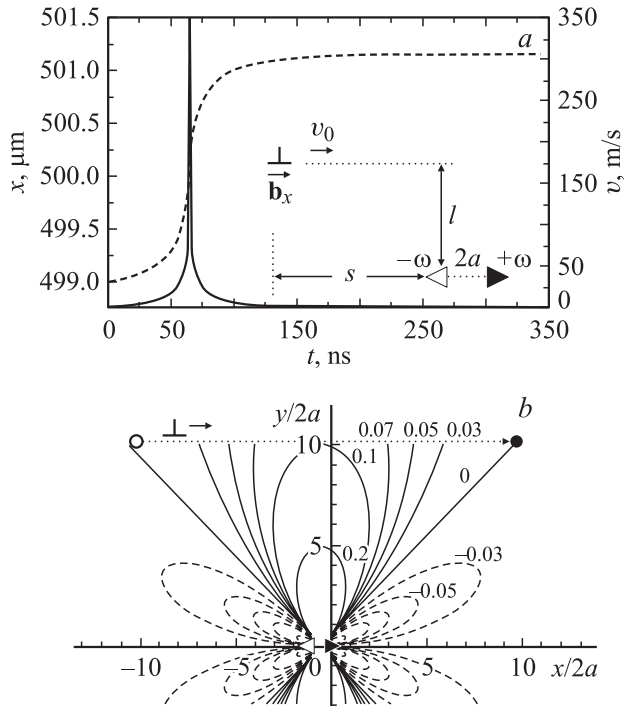 501.5
350
a
501.0
250
500.5
x, μm
v₀
v, m/s
500.0
150
bₓ
l
499.5
−ω 2a +ω
499.0
s
50
0
0 50 150 250 350
t, ns
b
y/2a
0.07 0.05 0.03
10
0.1
0
5
0.2
−0.03
−0.05
−10 −5 0 5 10 x/2a